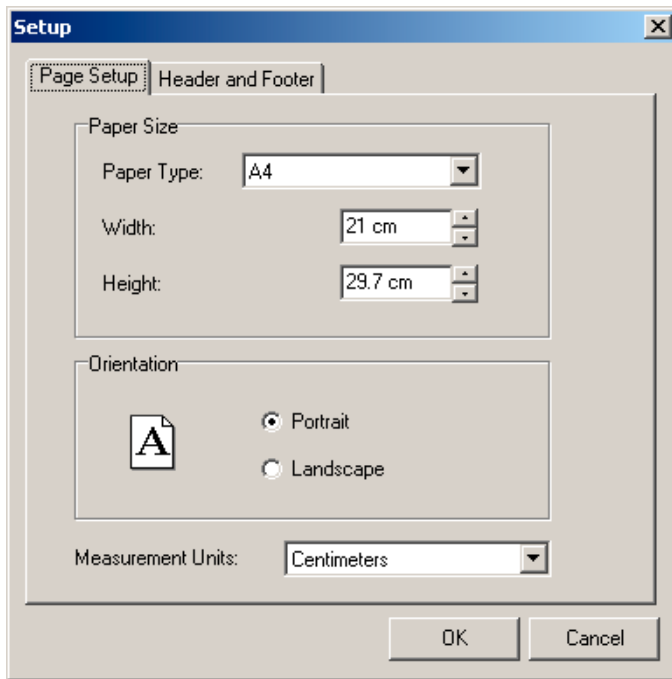 Setup
Page Setup Header and Footer
Paper Size
Paper Type: A4
Width: 21 cm
Height: 29.7 cm
Orientation
A
Portrait
Landscape
Measurement Units: Centimeters
OK Cancel